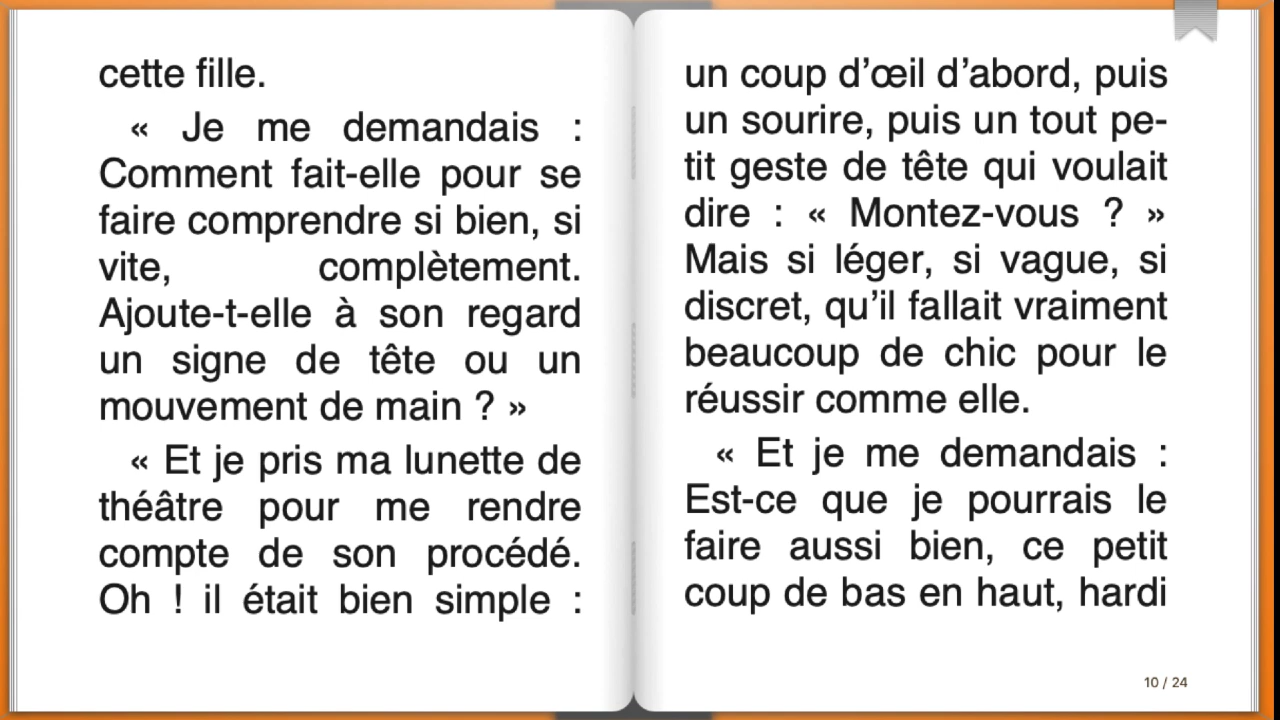 cette fille.
« Je me demandais :
Comment fait-elle pour se
faire comprendre si bien, si
vite, complètement.
Ajoute-t-elle à son regard
un signe de tête ou un
mouvement de main ? »
« Et je pris ma lunette de
théâtre pour me rendre
compte de son procédé.
Oh ! il était bien simple :
un coup d’œil d’abord, puis
un sourire, puis un tout pe-
tit geste de tête qui voulait
dire : « Montez-vous ? »
Mais si léger, si vague, si
discret, qu’il fallait vraiment
beaucoup de chic pour le
réussir comme elle.
« Et je me demandais :
Est-ce que je pourrais le
faire aussi bien, ce petit
coup de bas en haut, hardi
10 / 24